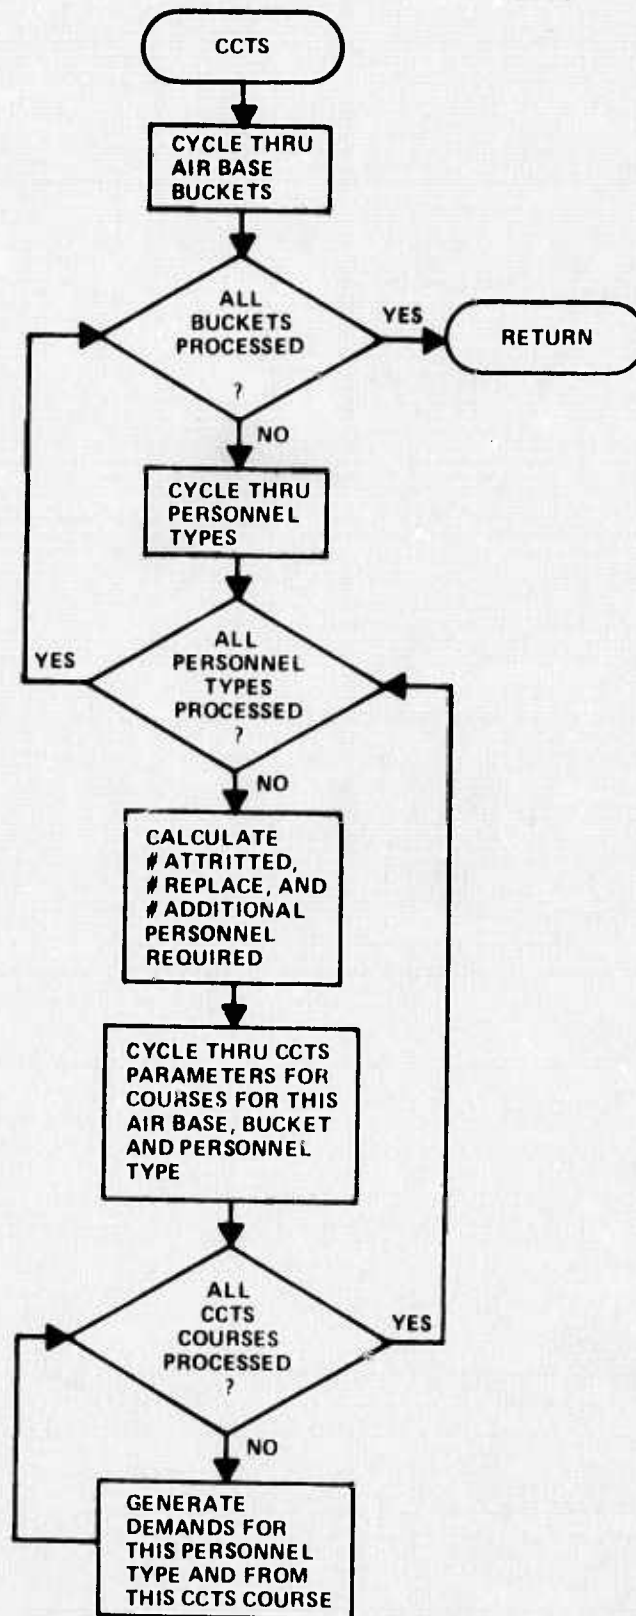 CCTS
CYCLE THRU
AIR BASE
BUCKETS
ALL
BUCKETS
PROCESSED
?
YES
RETURN
NO
CYCLE THRU
PERSONNEL
TYPES
ALL
PERSONNEL
TYPES
PROCESSED
?
YES
NO
CALCULATE
# ATTRITTED,
# REPLACE, AND
# ADDITIONAL
PERSONNEL
REQUIRED
CYCLE THRU CCTS
PARAMETERS FOR
COURSES FOR THIS
AIR BASE, BUCKET
AND PERSONNEL
TYPE
ALL
CCTS
COURSES
PROCESSED
?
YES
NO
GENERATE
DEMANDS FOR
THIS PERSONNEL
TYPE AND FROM
THIS CCTS COURSE